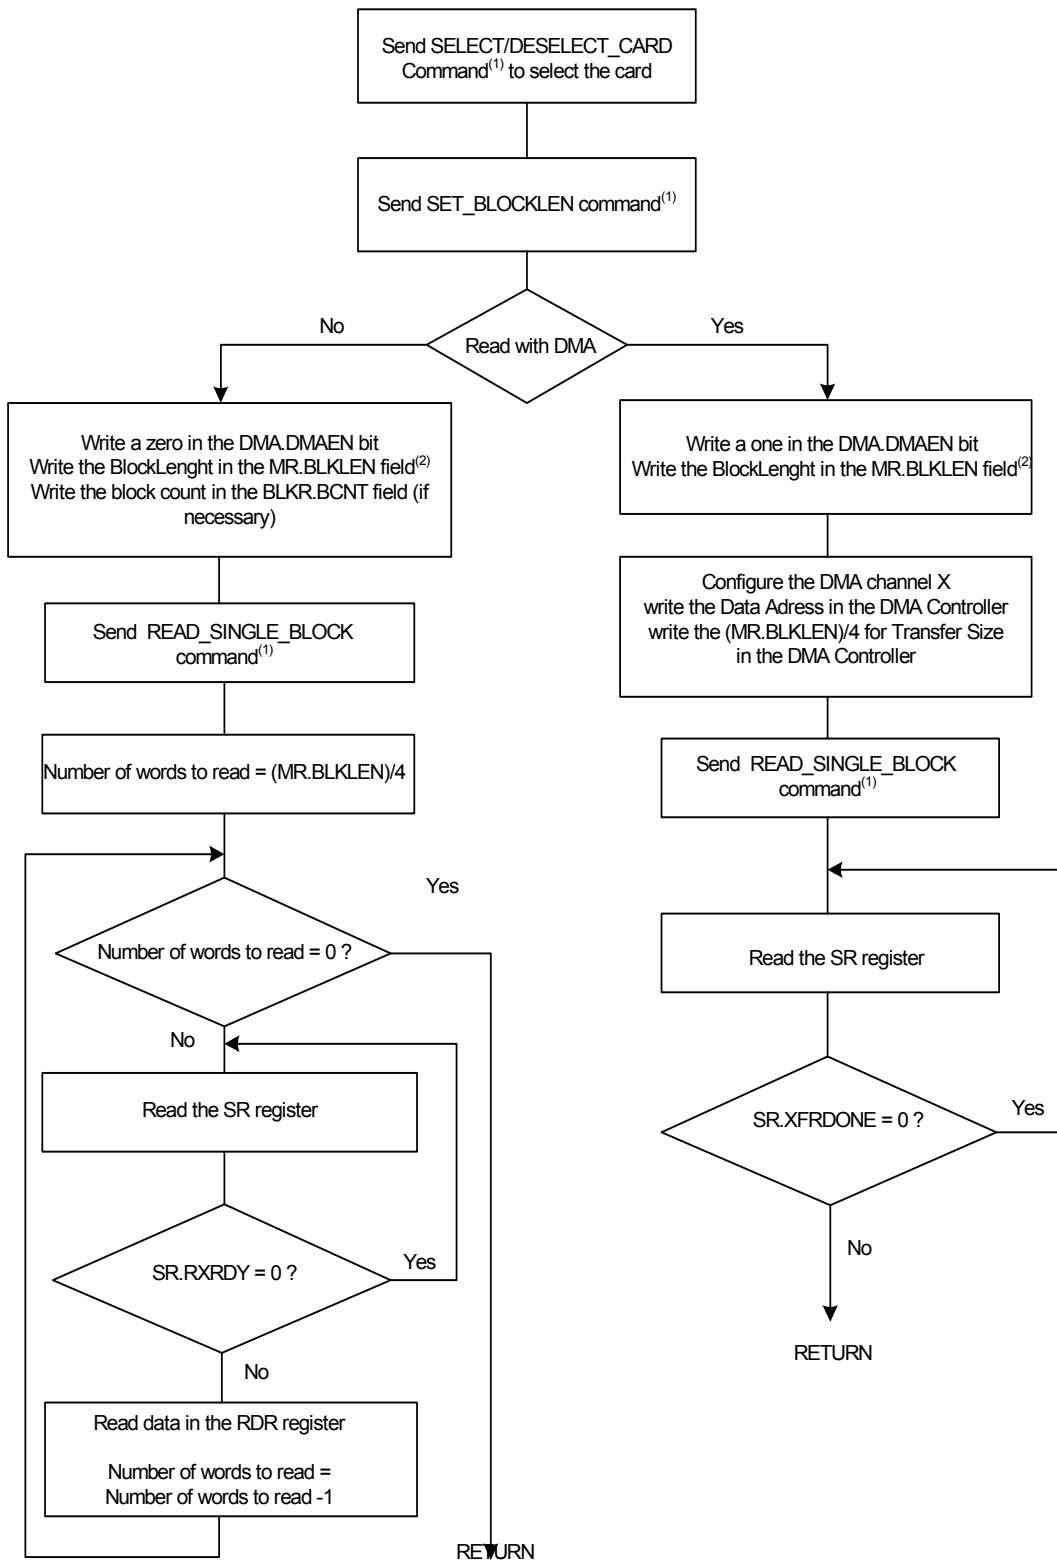 Send SELECT/DESELECT_CARD
Command(1) to select the card
Send SET_BLOCKLEN command(1)
No
Yes
Read with DMA
Write a zero in the DMA.DMAEN bit
Write the BlockLenght in the MR.BLKLEN field(2)
Write the block count in the BLKR.BCNT field (if
necessary)
Send READ_SINGLE_BLOCK
command(1)
Number of words to read = (MR.BLKLEN)/4
Yes
Number of words to read = 0 ?
No
Read the SR register
SR.RXRDY = 0 ?
Yes
No
Read data in the RDR register
Number of words to read =
Number of words to read -1
RETURN
Write a one in the DMA.DMAEN bit
Write the BlockLenght in the MR.BLKLEN field(2)
Configure the DMA channel X
write the Data Adress in the DMA Controller
write the (MR.BLKLEN)/4 for Transfer Size
in the DMA Controller
Send READ_SINGLE_BLOCK
command(1)
Read the SR register
SR.XFRDONE = 0 ?
Yes
No
RETURN